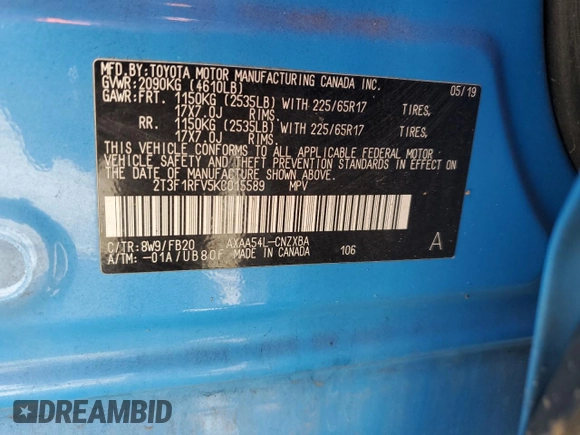 MFD.BY:TOYOTA MOTOR MANUFACTURING CANADA INC.
GVWR:2090KG (4610LB) 05/19
GAWR:FRT. 1150KG (2535LB) WITH 225/65R17 TIRES,
17X7.0J RIMS.
RR. 1150KG (2535LB) WITH 225/65R17 TIRES,
17X7.0J RIMS.
THIS VEHICLE CONFORMS TO ALL APPLICABLE FEDERAL MOTOR
VEHICLE SAFETY AND THEFT PREVENTION STANDARDS IN EFFECT ON
THE DATE OF MANUFACTURE SHOWN ABOVE.
2T3F1RFV5KC015589 MPV
C/TR:8W9/FB20 AXAA54L-CNZXBA A
A/TM:-01A/UB80F MADE IN CANADA 106
DREAMBID